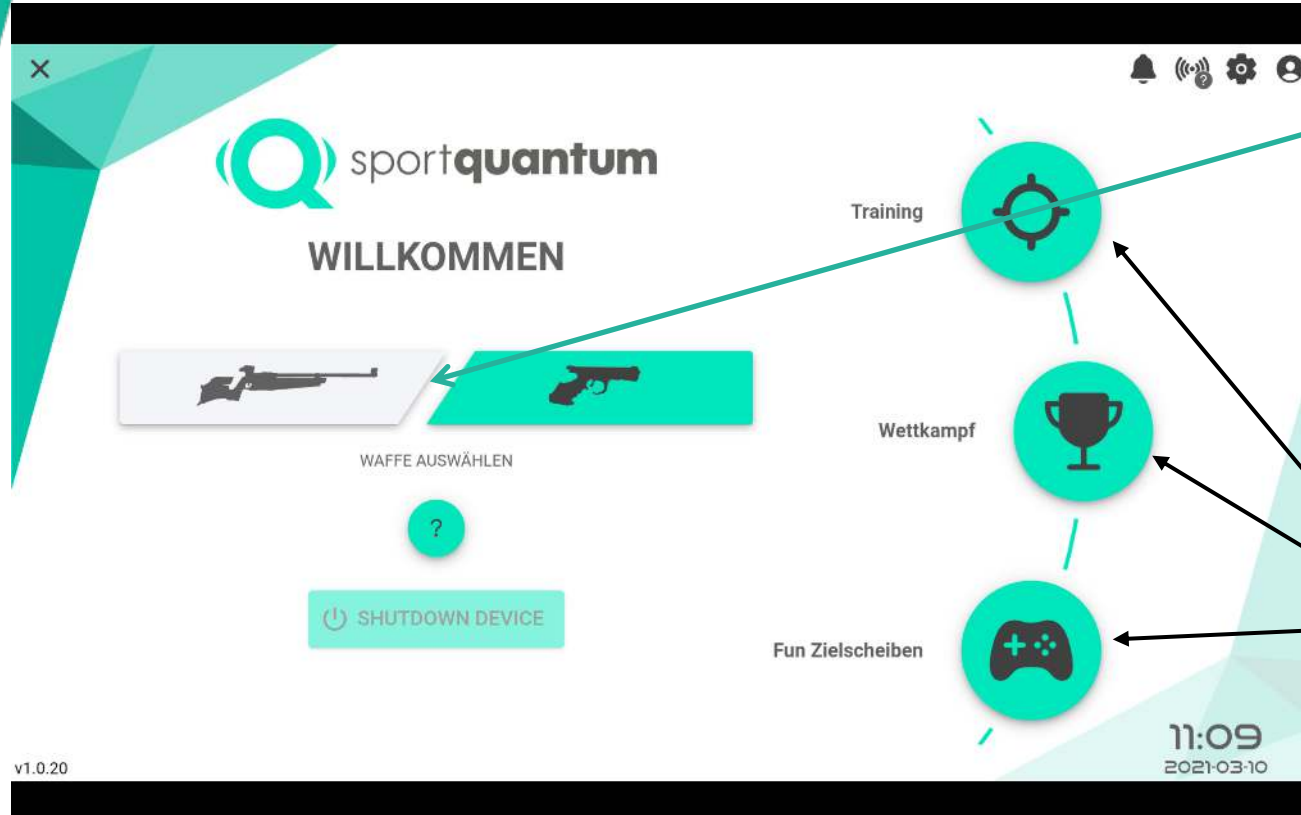 sportquantum
WILLKOMMEN
WAFFE AUSWÄHLEN
?
SHUTDOWN DEVICE
v1.0.20
?
Training
Wettkampf
Fun Zielscheiben
11:09
2021-03-10